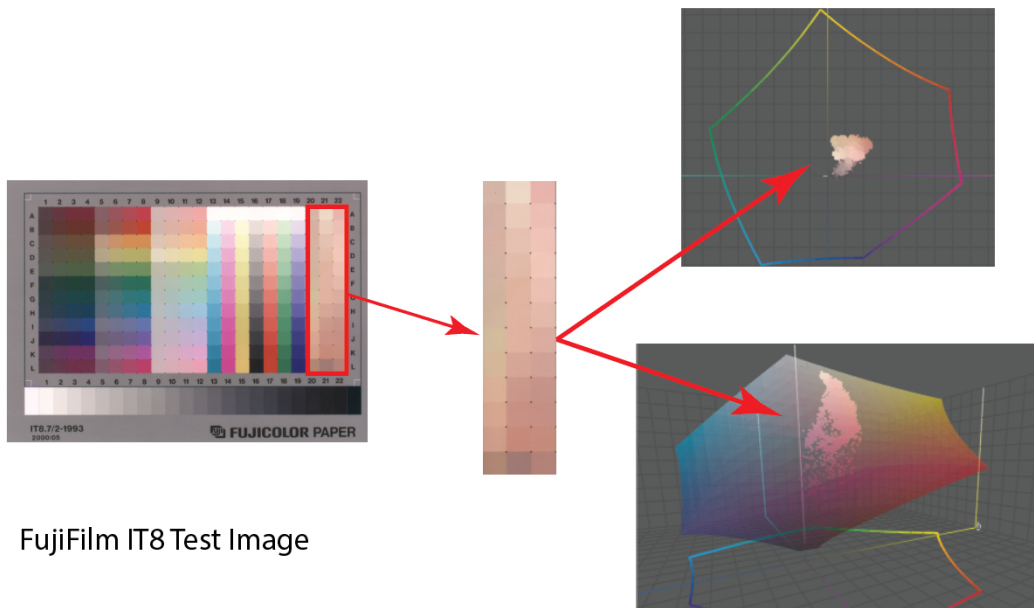 1 2 3 4 5 6 7 8 9 10 11 12 13 14 15 16 17 18 19 20 21 22
A A
B B
C C
D D
E E
F F
G G
H H
I I
J J
K K
L L
1 2 3 4 5 6 7 8 9 10 11 12 13 14 15 16 17 18 19 20 21 22
IT8.7/2-1993
2000:05
FUJICOLOR PAPER
FujiFilm IT8 Test Image